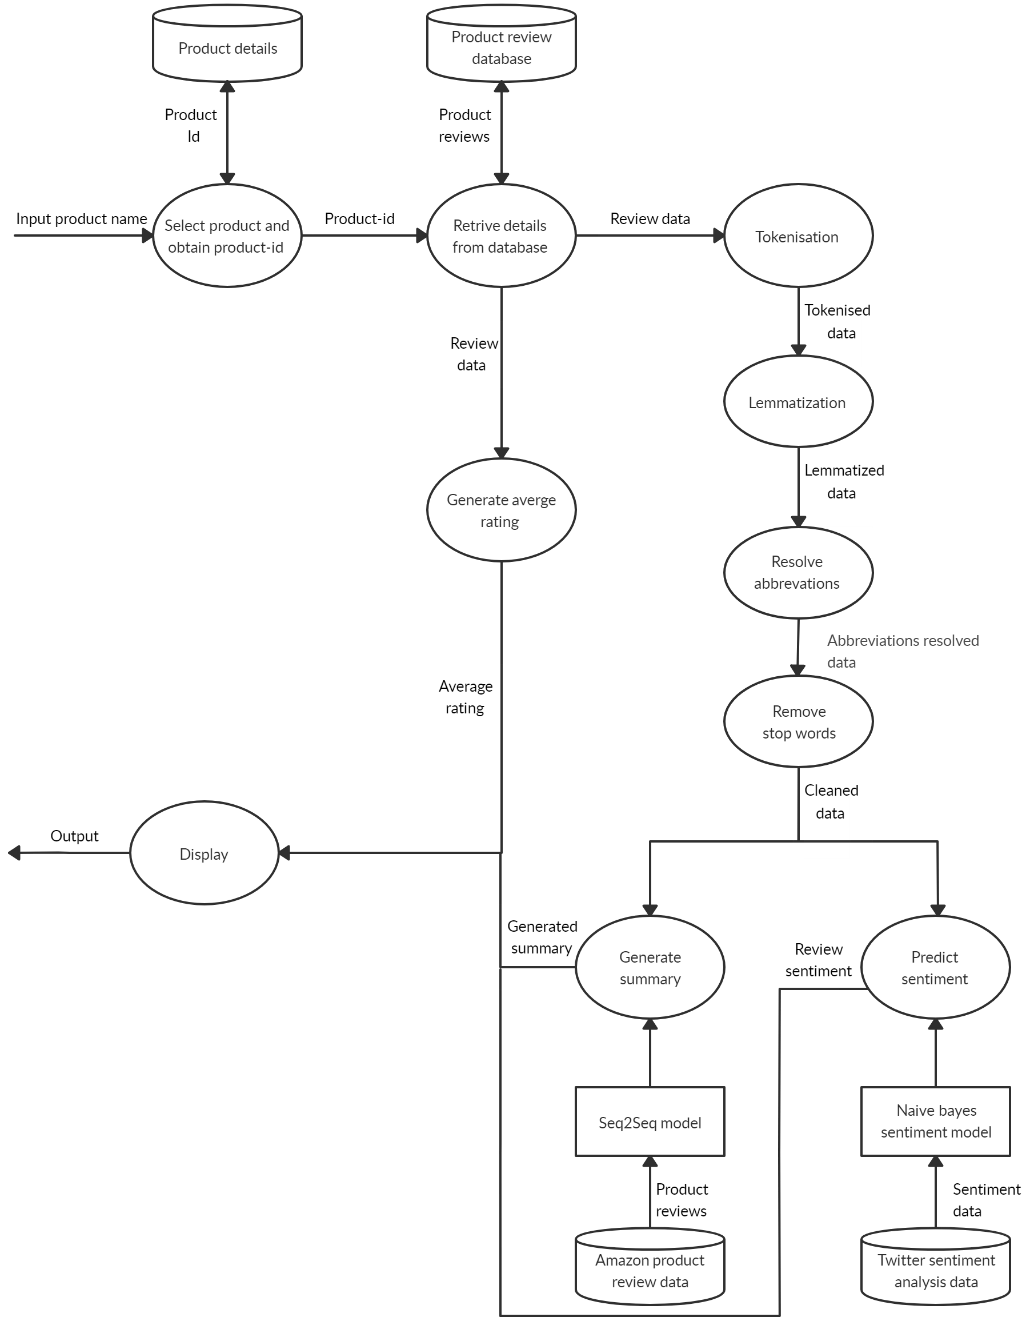 Product details
Product review
database
Product
Id
Product
reviews
Input product name
Select product and
obtain product-id
Product-id
Retrive details
from database
Review data
Tokenisation
Tokenised
data
Review
data
Lemmatization
Lemmatized
data
Generate averge
rating
Resolve
abbrevations
Abbreviations resolved
data
Average
rating
Remove
stop words
Cleaned
data
Output
Display
Generated
summary
Generate
summary
Review
sentiment
Predict
sentiment
Seq2Seq model
Naive bayes
sentiment model
Product
reviews
Sentiment
data
Amazon product
review data
Twitter sentiment
analysis data